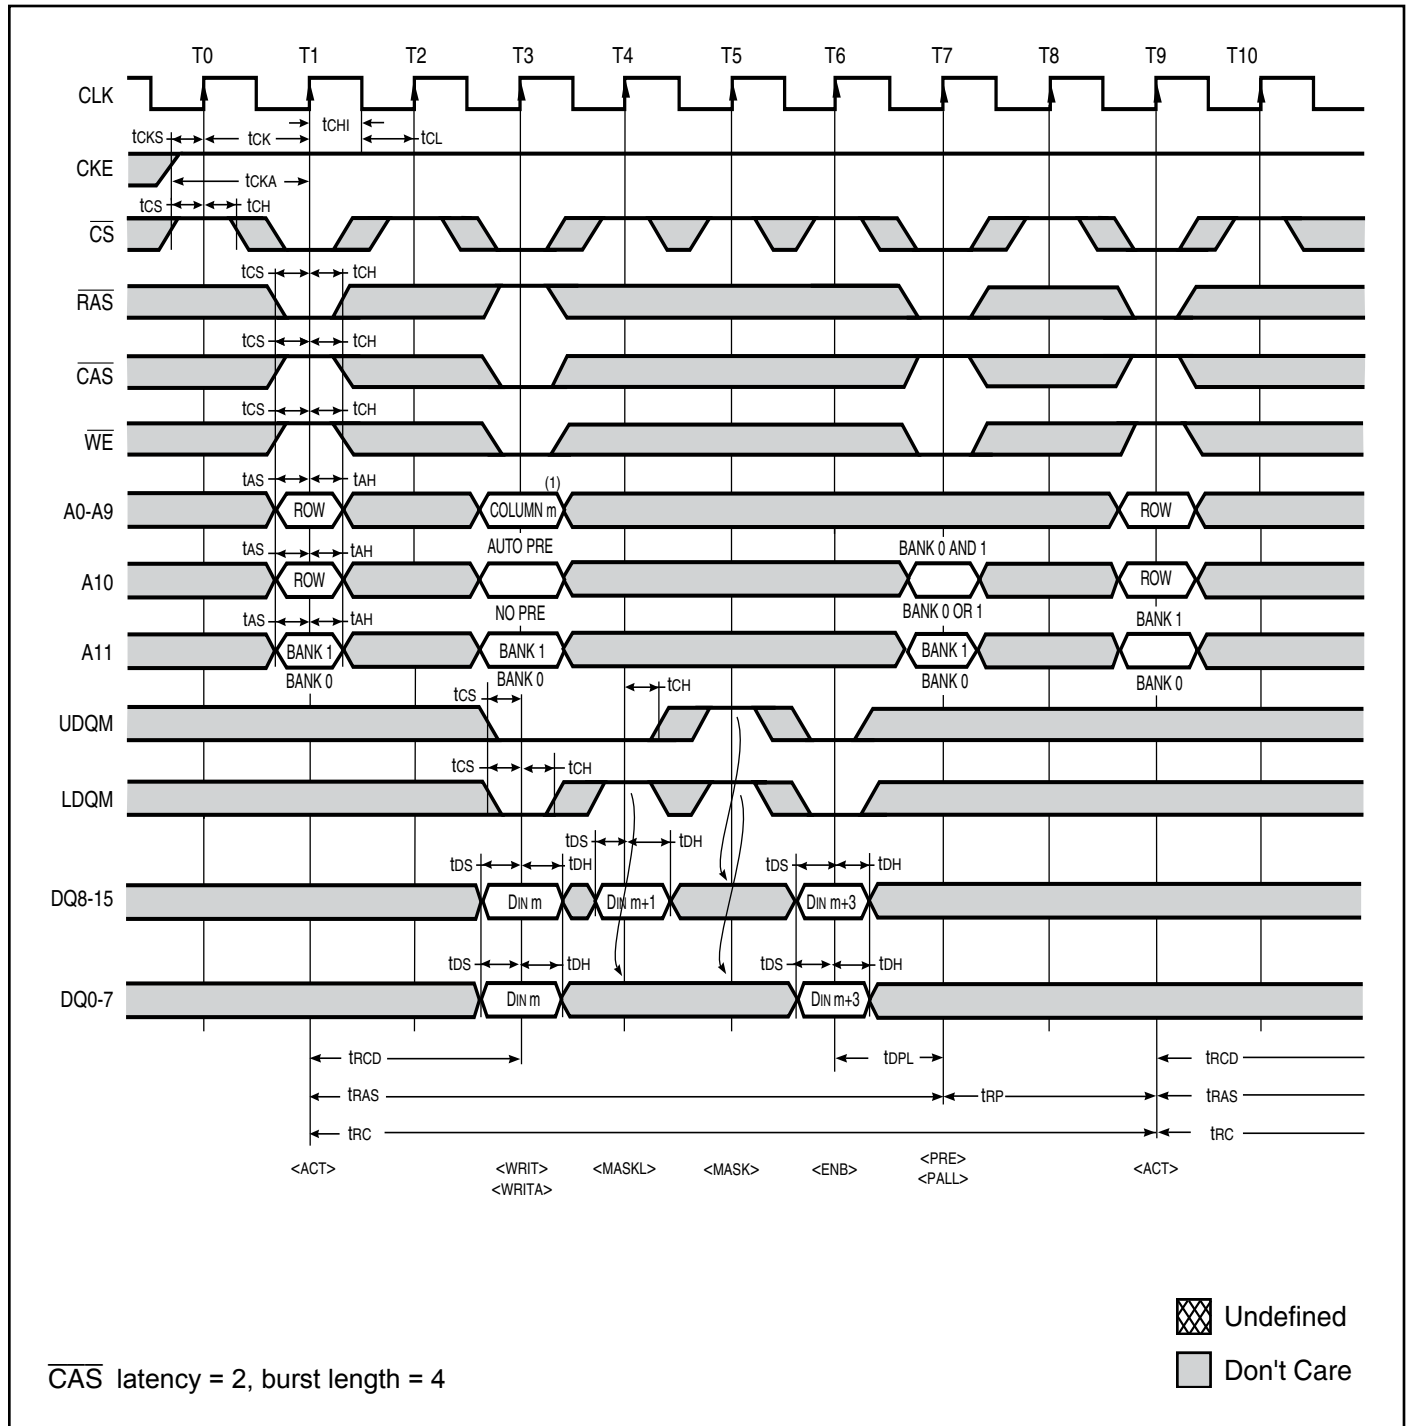 T0 T1 T2 T3 T4 T5 T6 T7 T8 T9 T10
CLK
tCHI
tCKS tCK tCL
CKE
tCKA
tCS tCH
CS
tCS tCH
RAS
tCS tCH
CAS
tCS tCH
WE
tAS tAH (1)
A0-A9 ROW COLUMN m ROW
tAS tAH AUTO PRE BANK 0 AND 1
A10 ROW ROW
tAS tAH NO PRE BANK 0 OR 1 BANK 1
A11 BANK 1 BANK 1 BANK 1
BANK 0 BANK 0 BANK 0 BANK 0
tCS tCH
UDQM
tCS tCH
LDQM
tDS tDH
tDS tDH tDS tDH
DQ8-15 DIN m DIN m+1 DIN m+3
tDS tDH tDS tDH
DQ0-7 DIN m DIN m+3
tRCD tDPL tRCD
tRAS tRP tRAS
tRC tRC
<ACT> <WRIT> <MASKL> <MASK> <ENB> <PRE> <ACT>
<WRITA> <PALL>
Undefined
Don't Care
CAS latency = 2, burst length = 4